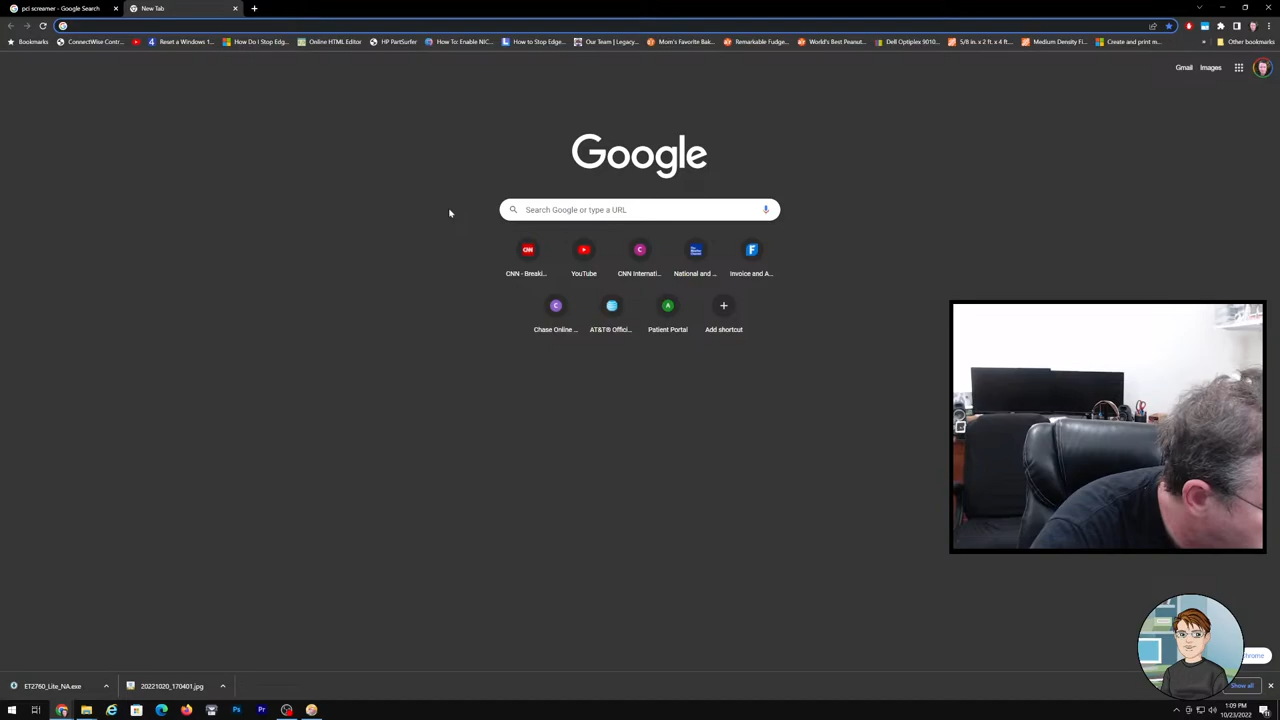 pci screamer - Google Search
New Tab
Bookmarks
ConnectWise Contr...
Reset a Windows 1...
How Do I Stop Edg...
Online HTML Editor
HP PartSurfer
How To: Enable NIC...
How to Stop Edge...
Our Team | Legacy...
Mom's Favorite Bak...
Remarkable Fudge...
World's Best Peanut...
Dell Optiplex 9010...
5/8 in. x 2 ft. x 4 ft...
Medium Density Fi...
Create and print m...
»
Other bookmarks
Gmail
Images
Google
Search Google or type a URL
CNN - Breaki...
YouTube
CNN Internati...
National and ...
Invoice and A...
Chase Online ...
AT&T® Offici...
Patient Portal
Add shortcut
hrome
ET2760_Lite_NA.exe
20221020_170401.jpg
Show all
1:09 PM
10/23/2022